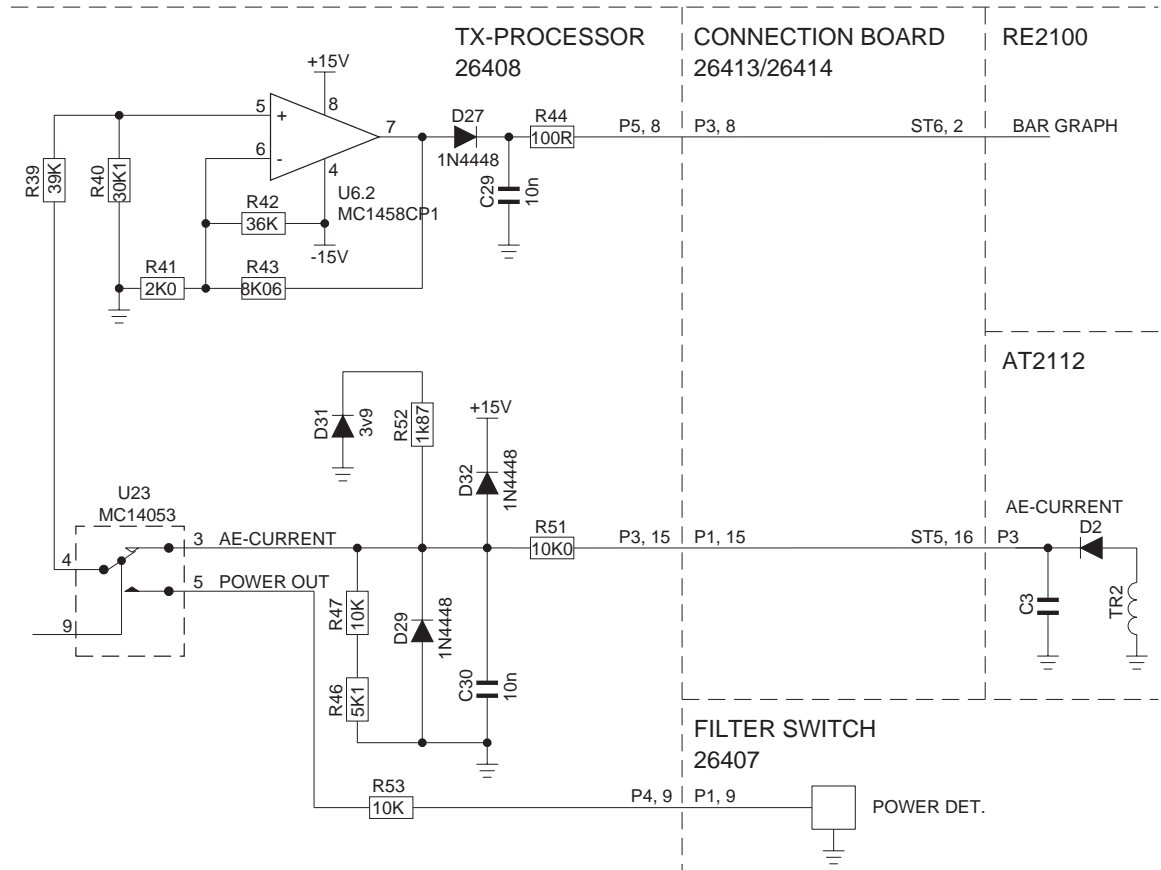 TX-PROCESSOR
26408
CONNECTION BOARD
26413/26414
RE2100
+15V
8
5
+
6
-
7
4
U6.2
MC1458CP1
-15V
D27
1N4448
R44
100R
C29
10n
P5, 8
P3, 8
ST6, 2
BAR GRAPH
R39
39K
R40
30K1
R42
36K
R41
2K0
R43
8K06
AT2112
D31
3v9
R52
1k87
+15V
D32
1N4448
U23
MC14053
3
AE-CURRENT
4
5
POWER OUT
9
R51
10K0
P3, 15
P1, 15
ST5, 16
P3
AE-CURRENT
D2
C3
TR2
R47
10K
D29
1N4448
R46
5K1
C30
10n
FILTER SWITCH
26407
R53
10K
P4, 9
P1, 9
POWER DET.